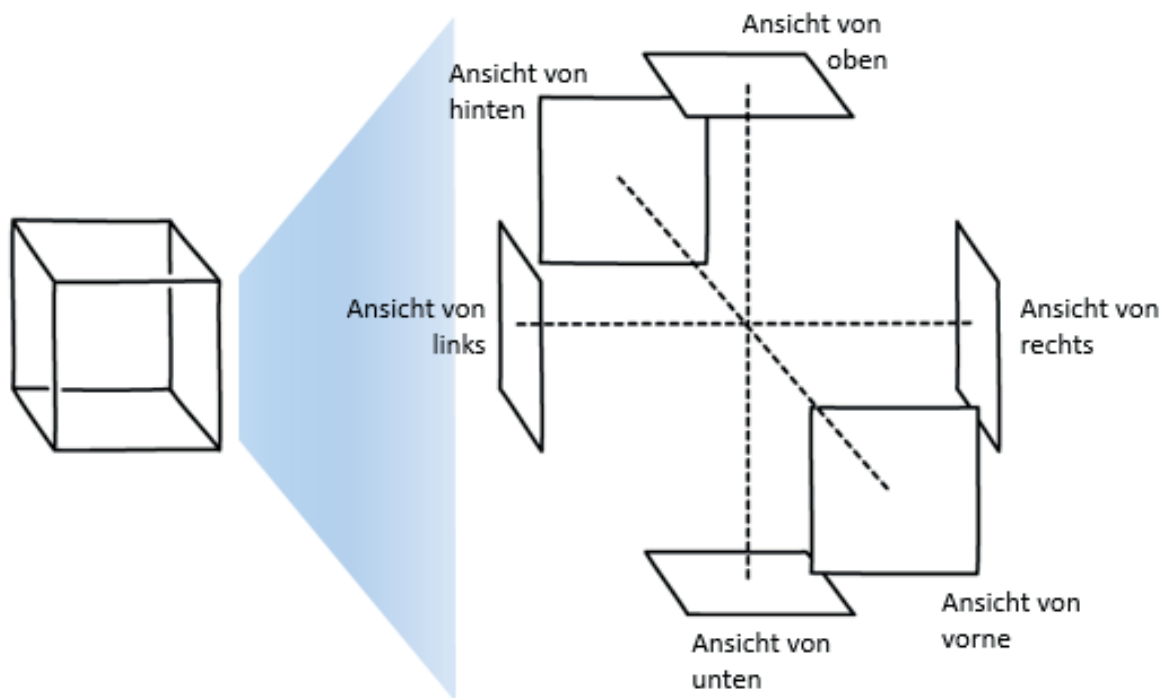 Ansicht von
oben
Ansicht von
hinten
Ansicht von
links
Ansicht von
rechts
Ansicht von
vorne
Ansicht von
unten